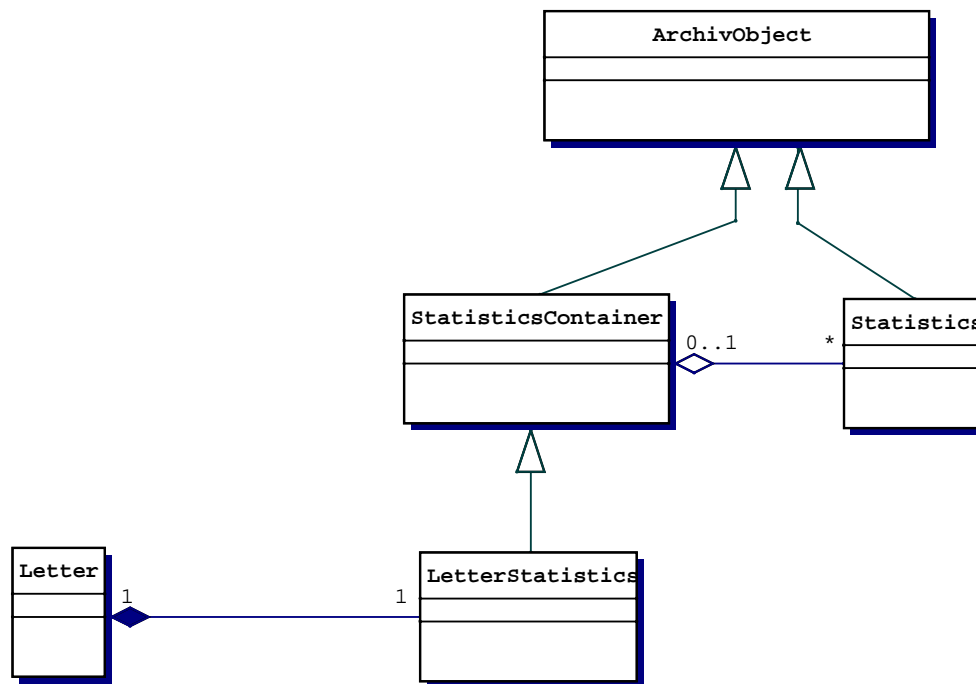 ArchivObject
StatisticsContainer
Statistics
0..1
*
Letter
LetterStatistics
1
1